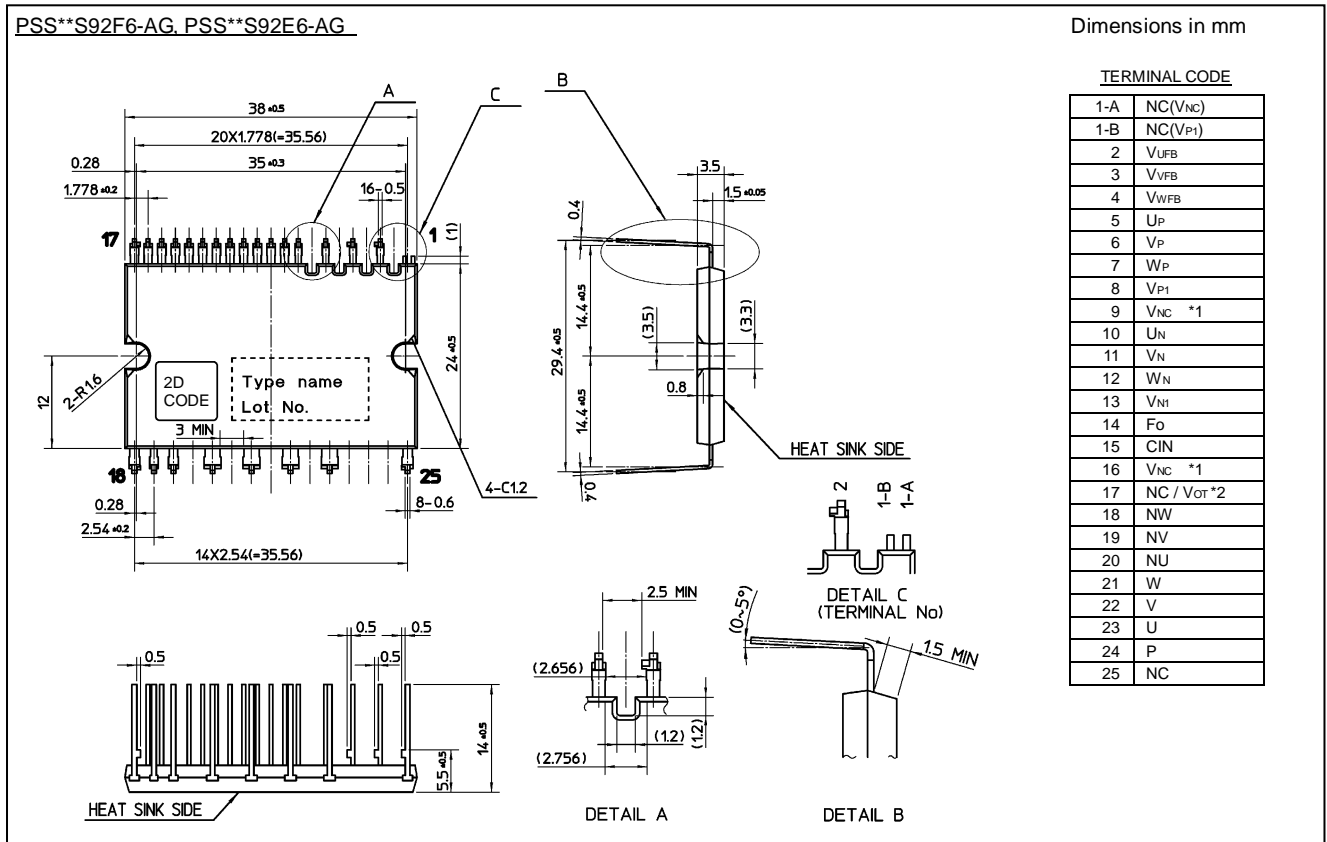 PSS**S92F6-AG, PSS**S92E6-AG
Dimensions in mm
TERMINAL CODE
1-A NC(VNC)
1-B NC(VP1)
2 VUFB
3 VVFB
4 VWFB
5 UP
6 VP
7 WP
8 VP1
9 VNC *1
10 UN
11 VN
12 WN
13 VN1
14 Fo
15 CIN
16 VNC *1
17 NC / VOT *2
18 NW
19 NV
20 NU
21 W
22 V
23 U
24 P
25 NC
A
C
B
38 ±0.5
20X1.778(=35.56)
0.28
35 ±0.3
1.778 ±0.2
16-0.5
17
1
(1)
24 ±0.5
12
2-R1.6
2D
CODE
Type name
Lot No.
3 MIN
18
25
4-C1.2
0.28
8-0.6
2.54 ±0.2
14X2.54(=35.56)
3.5
1.5 ±0.05
0.4
29.4 ±0.5
14.4 ±0.5
14.4 ±0.5
(3.5)
(3.3)
0.8
0.4
HEAT SINK SIDE
2
1-B
1-A
DETAIL C
(TERMINAL No)
0.5
0.5
0.5
0.5
14 ±0.5
5.5 ±0.5
HEAT SINK SIDE
2.5 MIN
(2.656)
(1.2)
(1.2)
(2.756)
DETAIL A
(0~5°)
1.5 MIN
DETAIL B